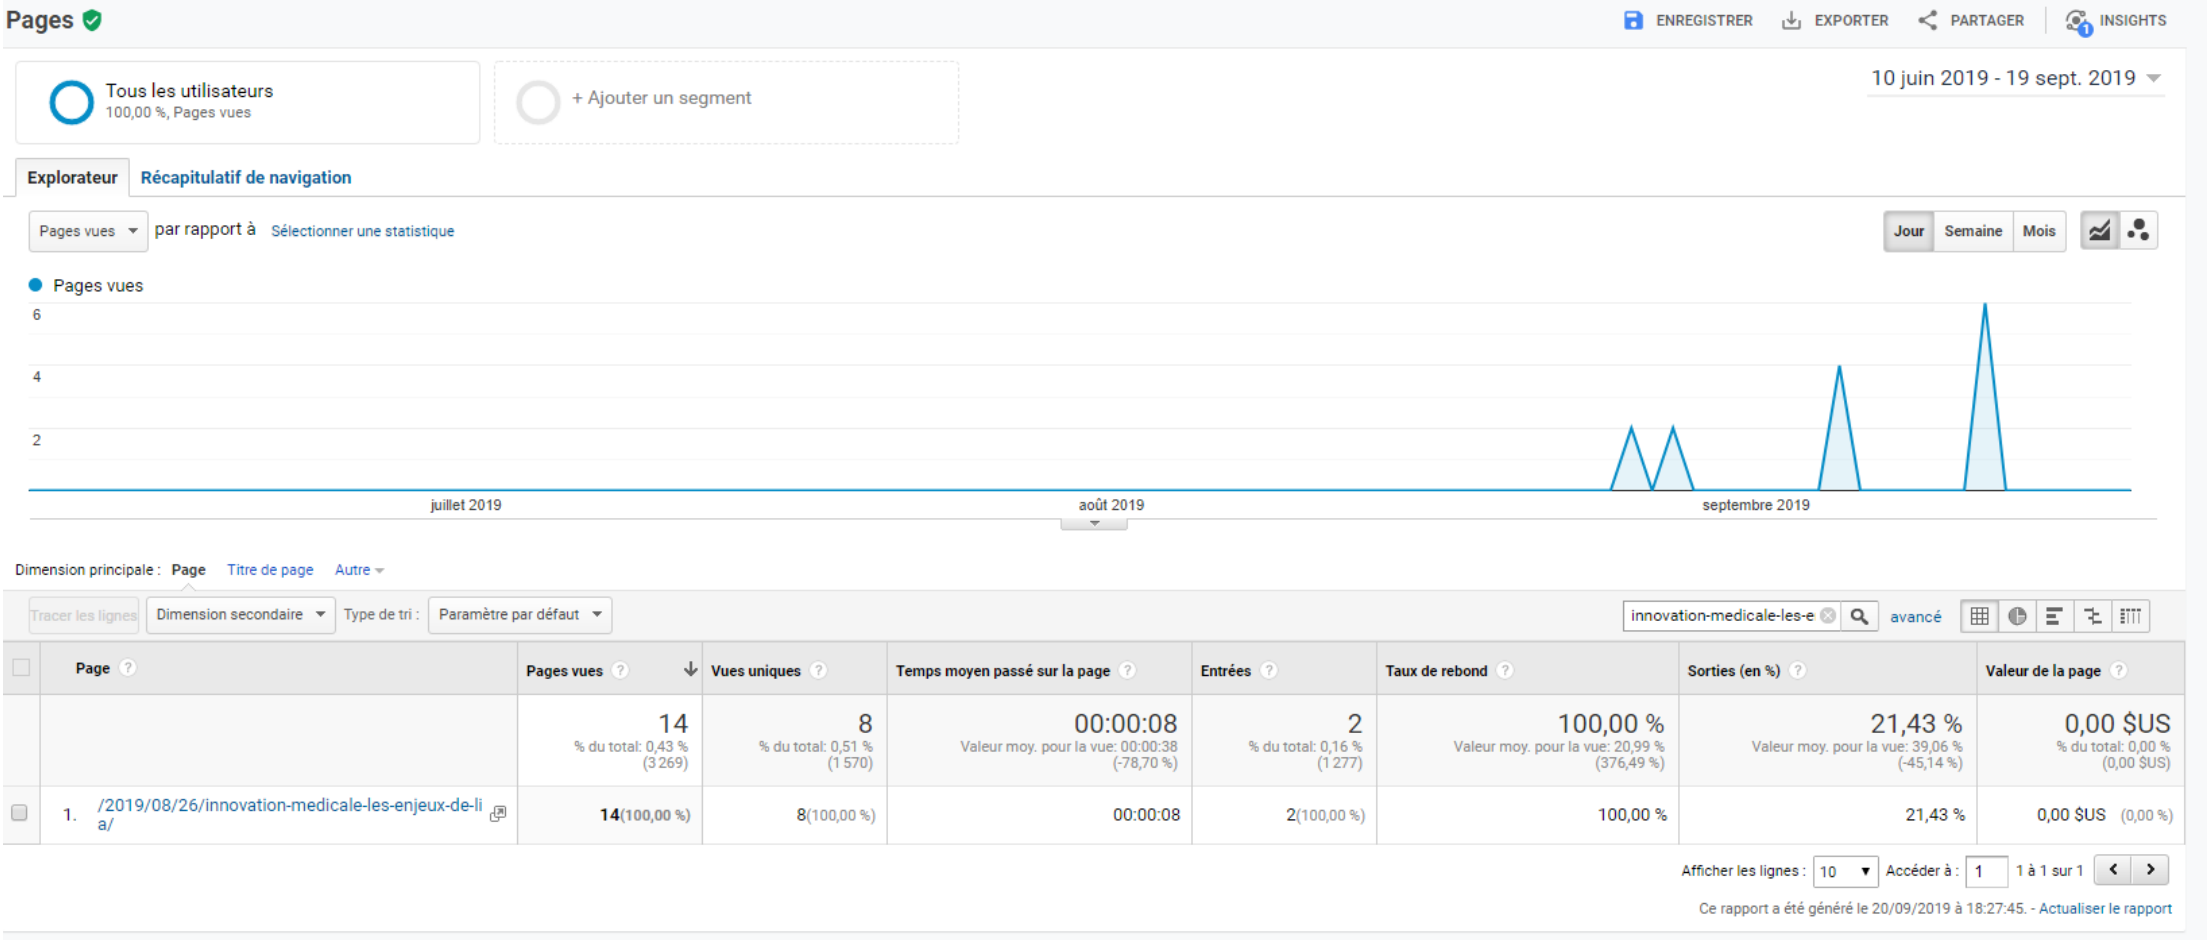 Pages
ENREGISTRER EXPORTER PARTAGER 1 INSIGHTS
Tous les utilisateurs
100,00 %, Pages vues
+ Ajouter un segment
10 juin 2019 - 19 sept. 2019
Explorateur Récapitulatif de navigation
Pages vues par rapport à Sélectionner une statistique
Jour Semaine Mois
Pages vues
6
4
2
juillet 2019 août 2019 septembre 2019
Dimension principale : Page Titre de page Autre
Tracer les lignes Dimension secondaire Type de tri : Paramètre par défaut innovation-medicale-les-e avancé
Page ? Pages vues ? Vues uniques ? Temps moyen passé sur la page ? Entrées ? Taux de rebond ? Sorties (en %) ? Valeur de la page ?
14 8 00:00:08 2 100,00 % 21,43 % 0,00 $US
% du total: 0,43 % % du total: 0,51 % Valeur moy. pour la vue: 00:00:38 % du total: 0,16 % Valeur moy. pour la vue: 20,99 % Valeur moy. pour la vue: 39,06 % % du total: 0,00 %
(3 269) (1 570) (-78,70 %) (1 277) (376,49 %) (-45,14 %) (0,00 $US)
1. /2019/08/26/innovation-medicale-les-enjeux-de-li
a/
14(100,00 %) 8(100,00 %) 00:00:08 2(100,00 %) 100,00 % 21,43 % 0,00 $US (0,00 %)
Afficher les lignes : 10 Accéder à : 1 1 à 1 sur 1
Ce rapport a été généré le 20/09/2019 à 18:27:45. - Actualiser le rapport